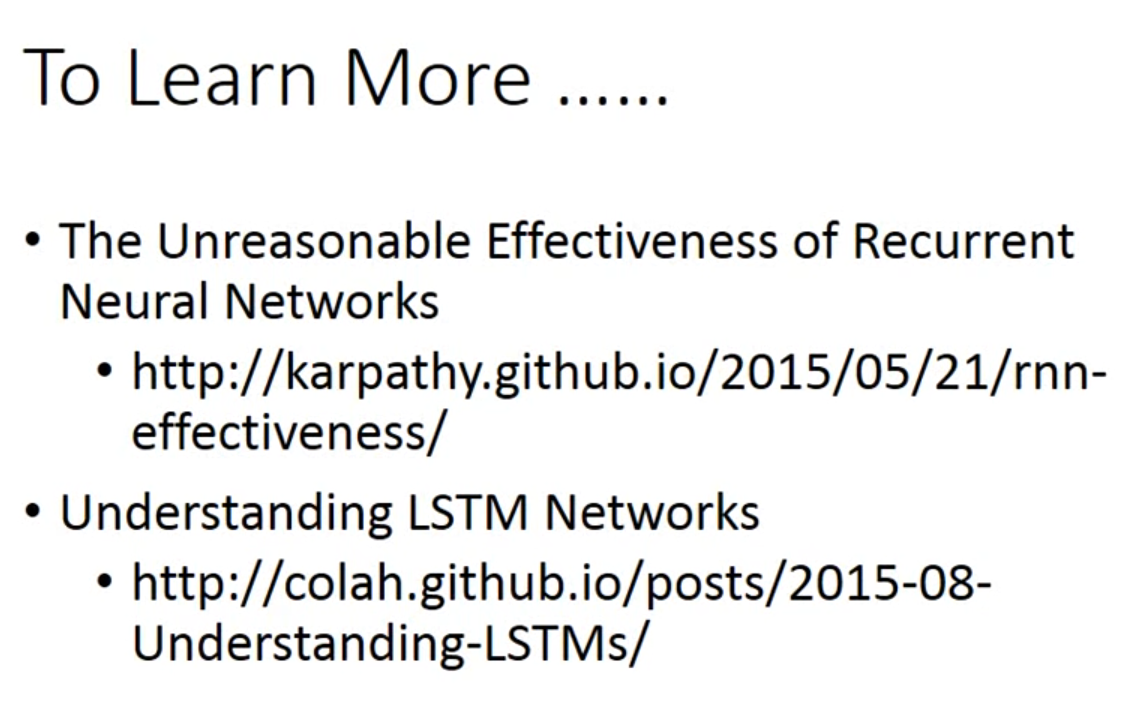 To Learn More ……
• The Unreasonable Effectiveness of Recurrent
Neural Networks
• http://karpathy.github.io/2015/05/21/rnn-
effectiveness/
• Understanding LSTM Networks
• http://colah.github.io/posts/2015-08-
Understanding-LSTMs/